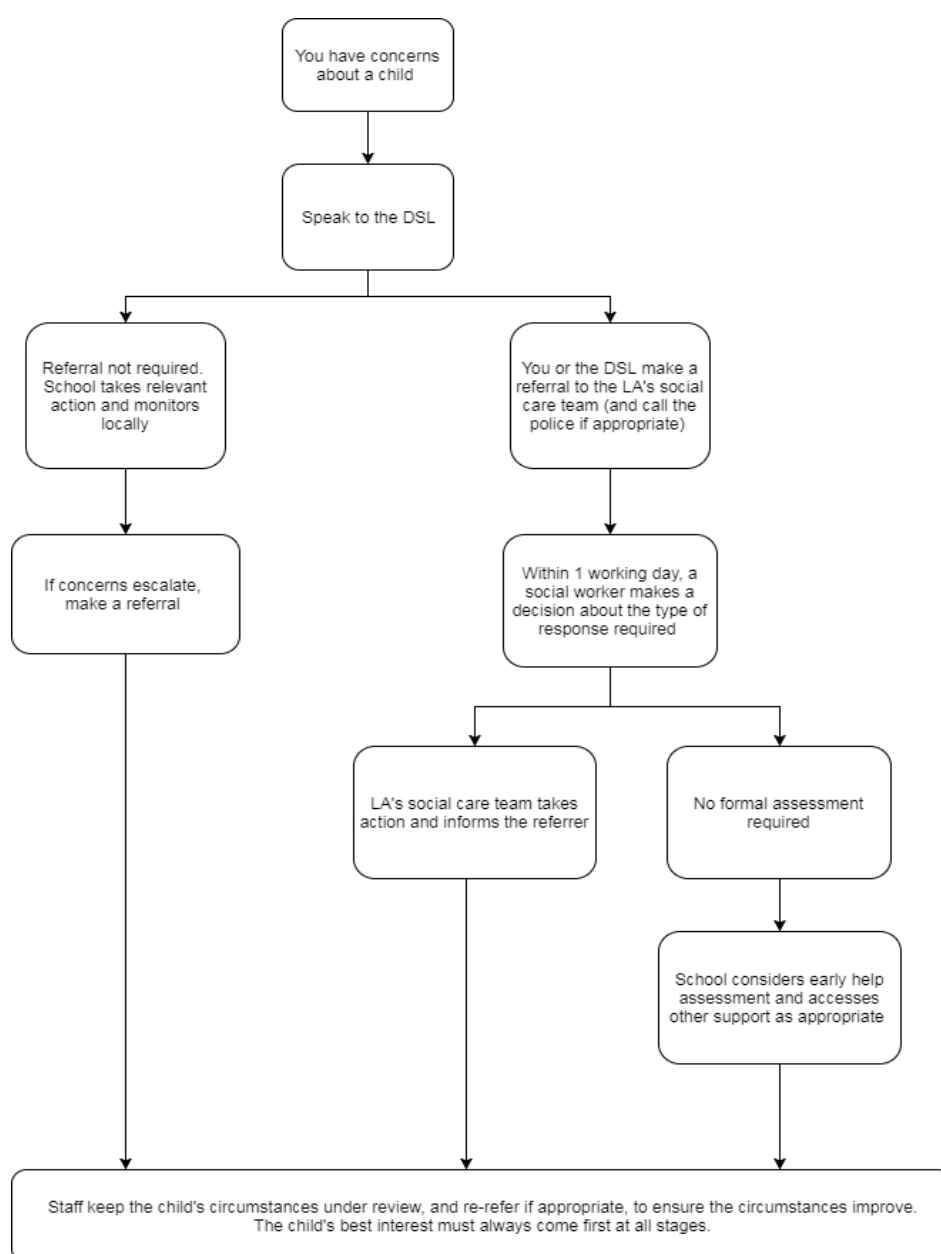 You have concerns
about a child
Speak to the DSL
Referral not required.
School takes relevant
action and monitors
locally
You or the DSL make a
referral to the LA's social
care team (and call the
police if appropriate)
If concerns escalate,
make a referral
Within 1 working day, a
social worker makes a
decision about the type of
response required
LA's social care team takes
action and informs the referrer
No formal assessment
required
School considers early help
assessment and accesses
other support as appropriate
Staff keep the child's circumstances under review, and re-refer if appropriate, to ensure the circumstances improve.
The child's best interest must always come first at all stages.